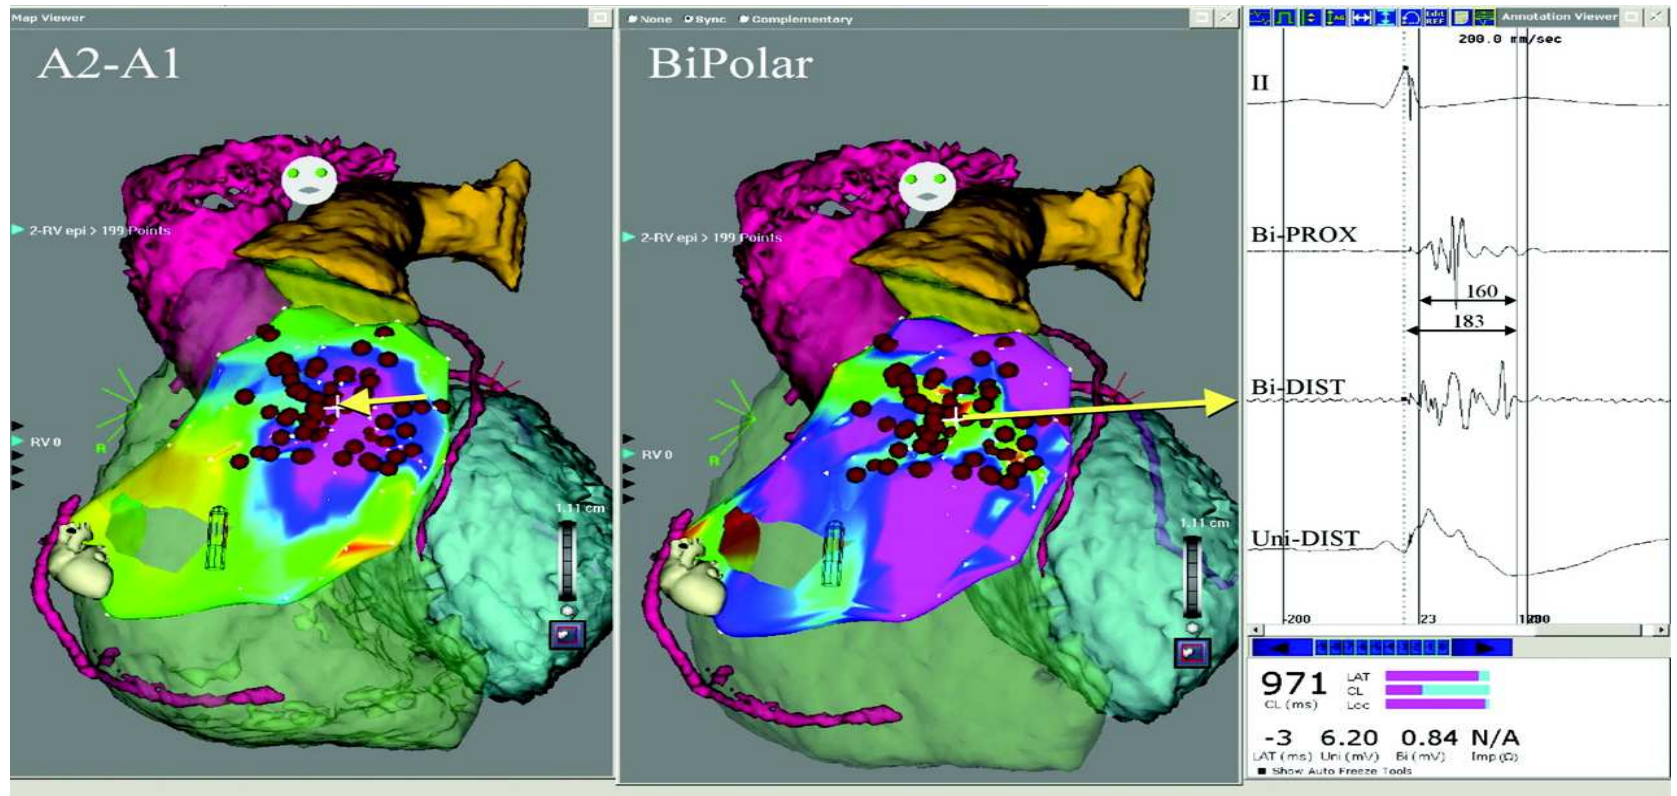 Map Viewer
None Sync Complementary
Annotation Viewer
A2-A1
BiPolar
200.0 mm/sec
II
2-RV epi > 199 Points
2-RV epi > 199 Points
Bi-PROX
160
183
Bi-DIST
R
RV 0
R
RV 0
1.11 cm
1.11 cm
Uni-DIST
-200
23
971
CL (ms)
LAT
CL
Loc
-3 6.20 0.84 N/A
LAT (ms) Uni (mV) Bi (mV) Imp (Ω)
Show Auto Freeze Tools